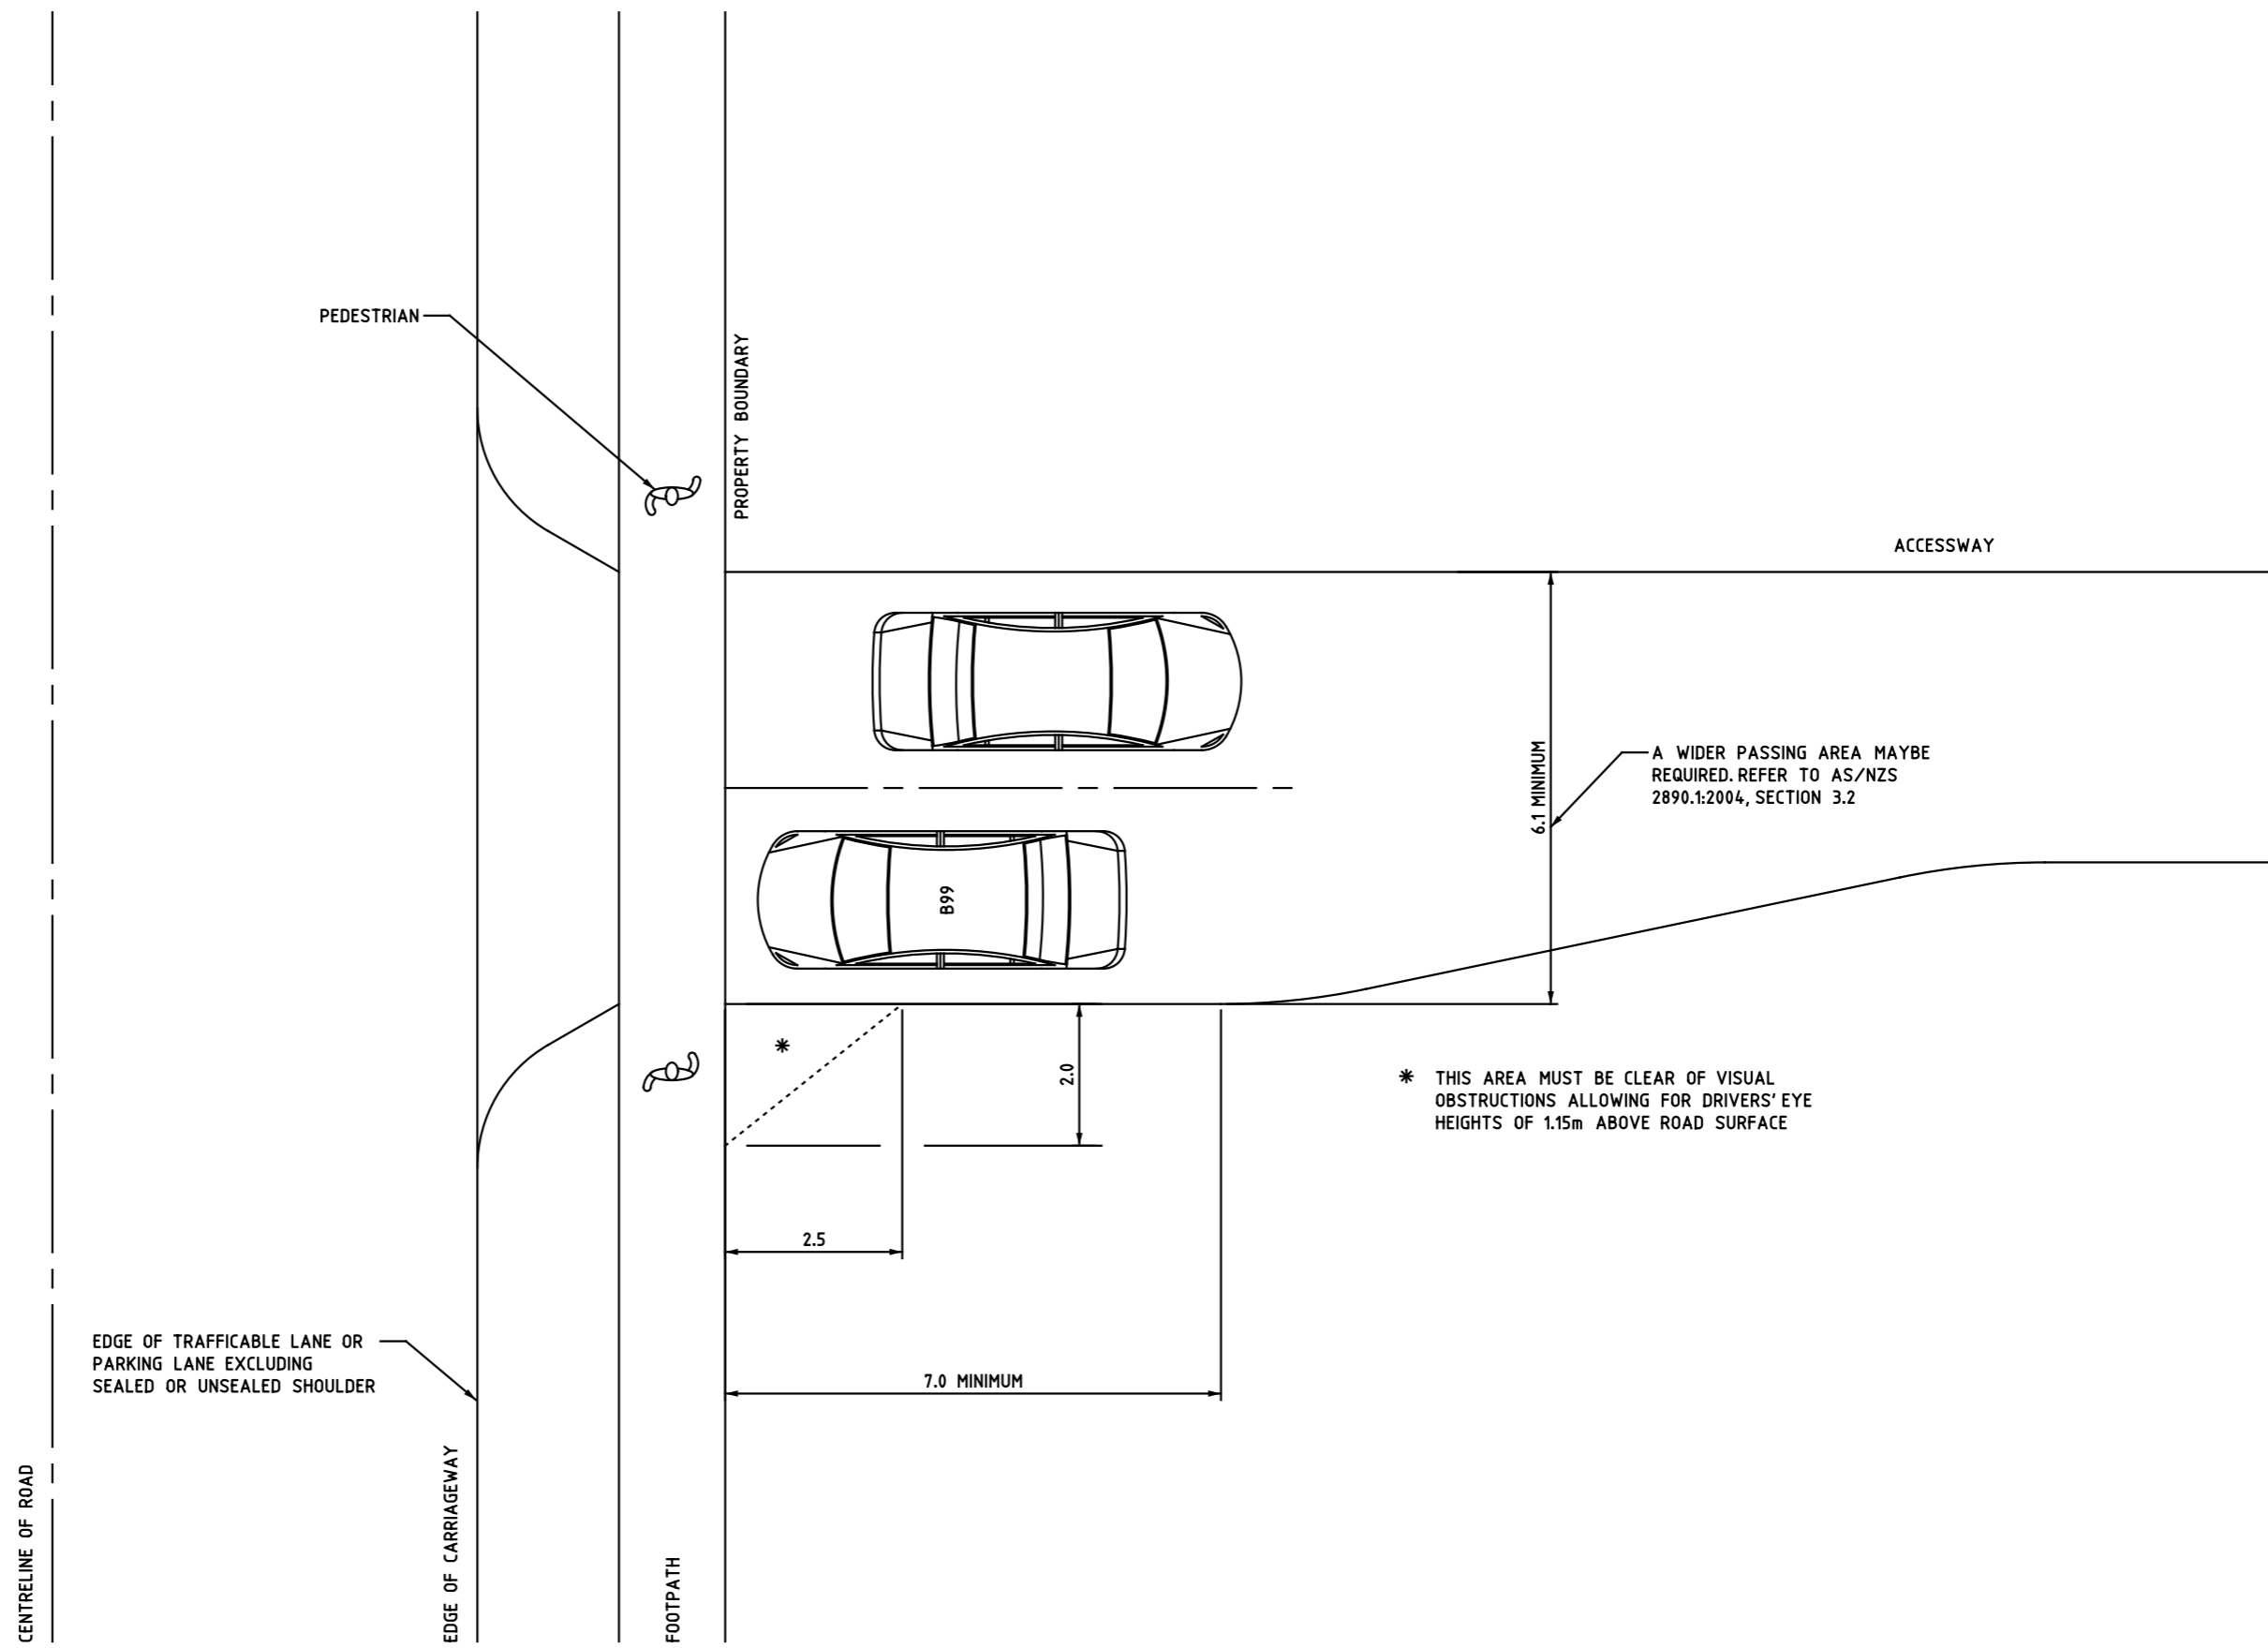 PEDESTRIAN
PROPERTY BOUNDARY
ACCESSWAY
6.1 MINIMUM
A WIDER PASSING AREA MAYBE
REQUIRED. REFER TO AS/NZS
2890.1:2004, SECTION 3.2
B99
*
2.0
* THIS AREA MUST BE CLEAR OF VISUAL
OBSTRUCTIONS ALLOWING FOR DRIVERS' EYE
HEIGHTS OF 1.15m ABOVE ROAD SURFACE
2.5
7.0 MINIMUM
EDGE OF TRAFFICABLE LANE OR
PARKING LANE EXCLUDING
SEALED OR UNSEALED SHOULDER
CENTRELINE OF ROAD
EDGE OF CARRIAGEWAY
FOOTPATH